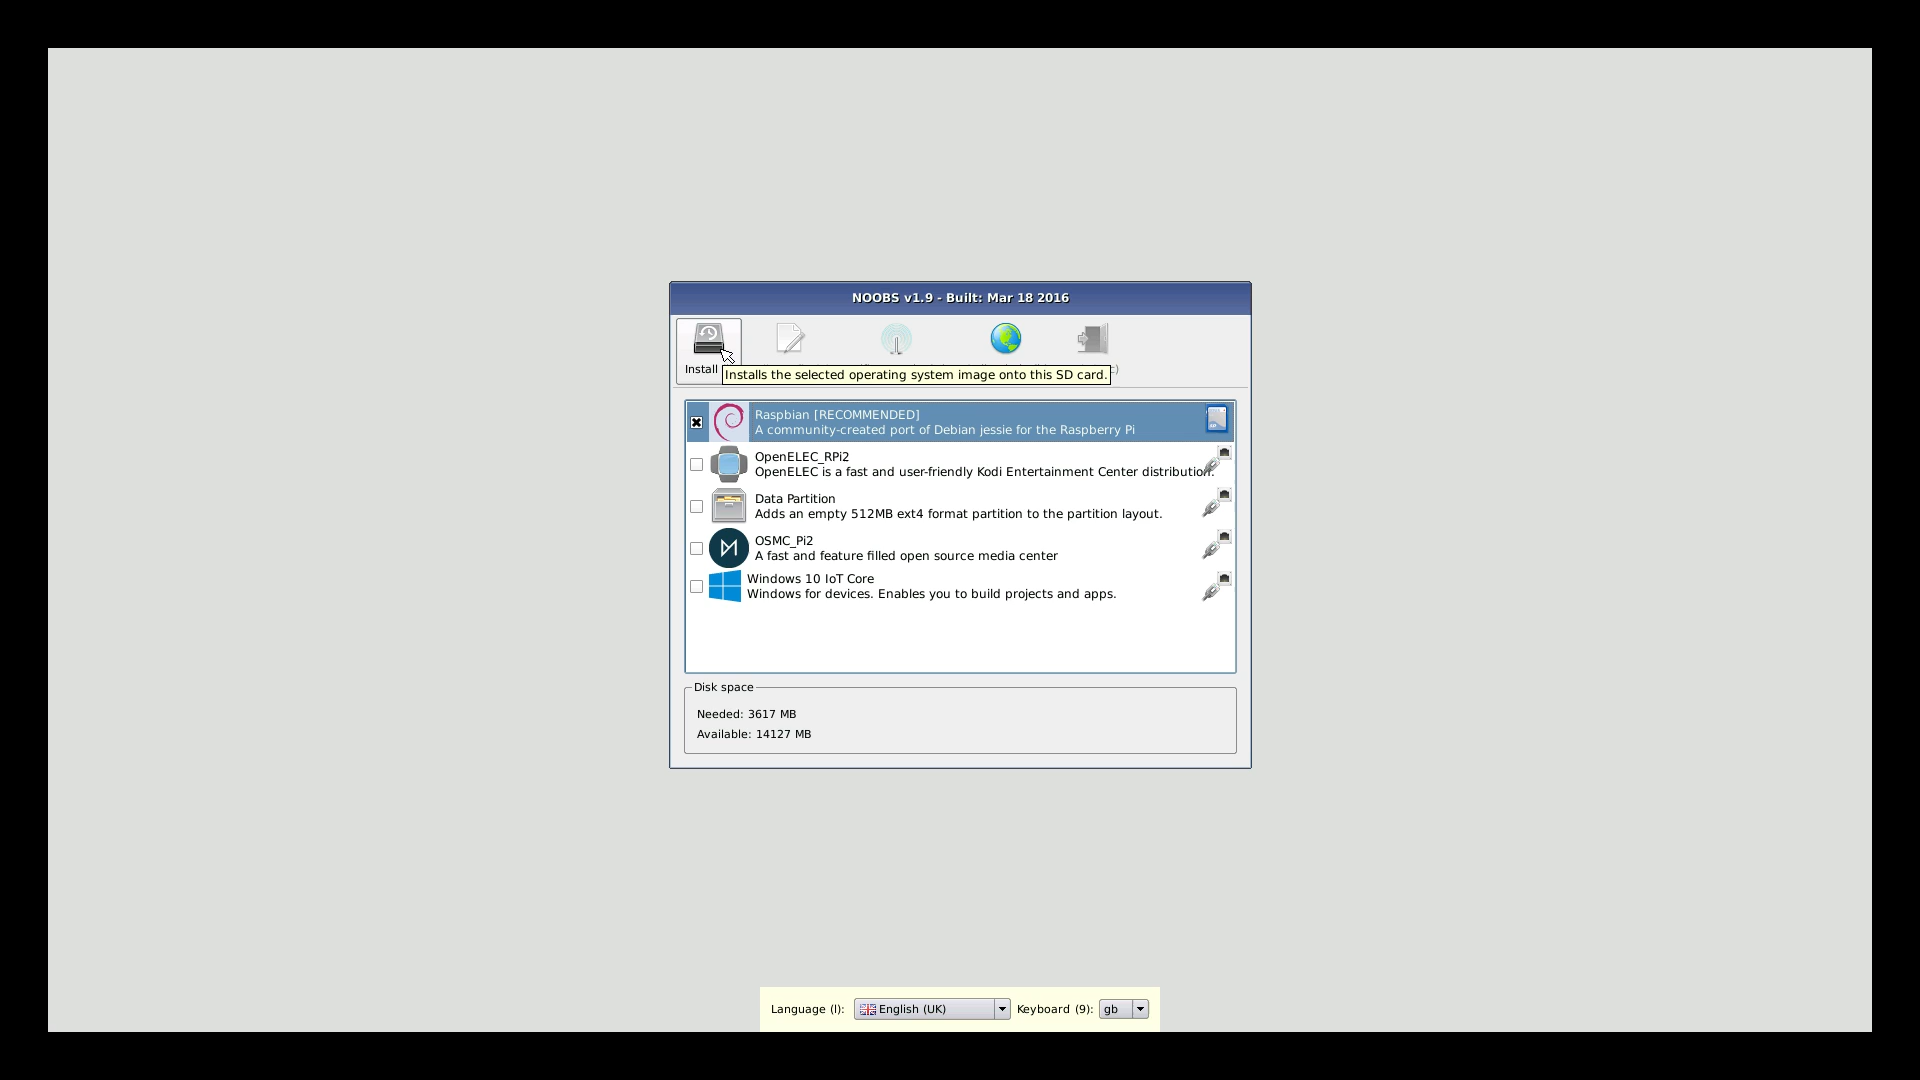 NOOBS v1.9 - Built: Mar 18 2016
Install
Installs the selected operating system image onto this SD card.
Raspbian [RECOMMENDED]
A community-created port of Debian jessie for the Raspberry Pi
OpenELEC_RPi2
OpenELEC is a fast and user-friendly Kodi Entertainment Center distribution.
Data Partition
Adds an empty 512MB ext4 format partition to the partition layout.
OSMC_Pi2
A fast and feature filled open source media center
Windows 10 IoT Core
Windows for devices. Enables you to build projects and apps.
Disk space
Needed: 3617 MB
Available: 14127 MB
Language (l): English (UK) Keyboard (9): gb